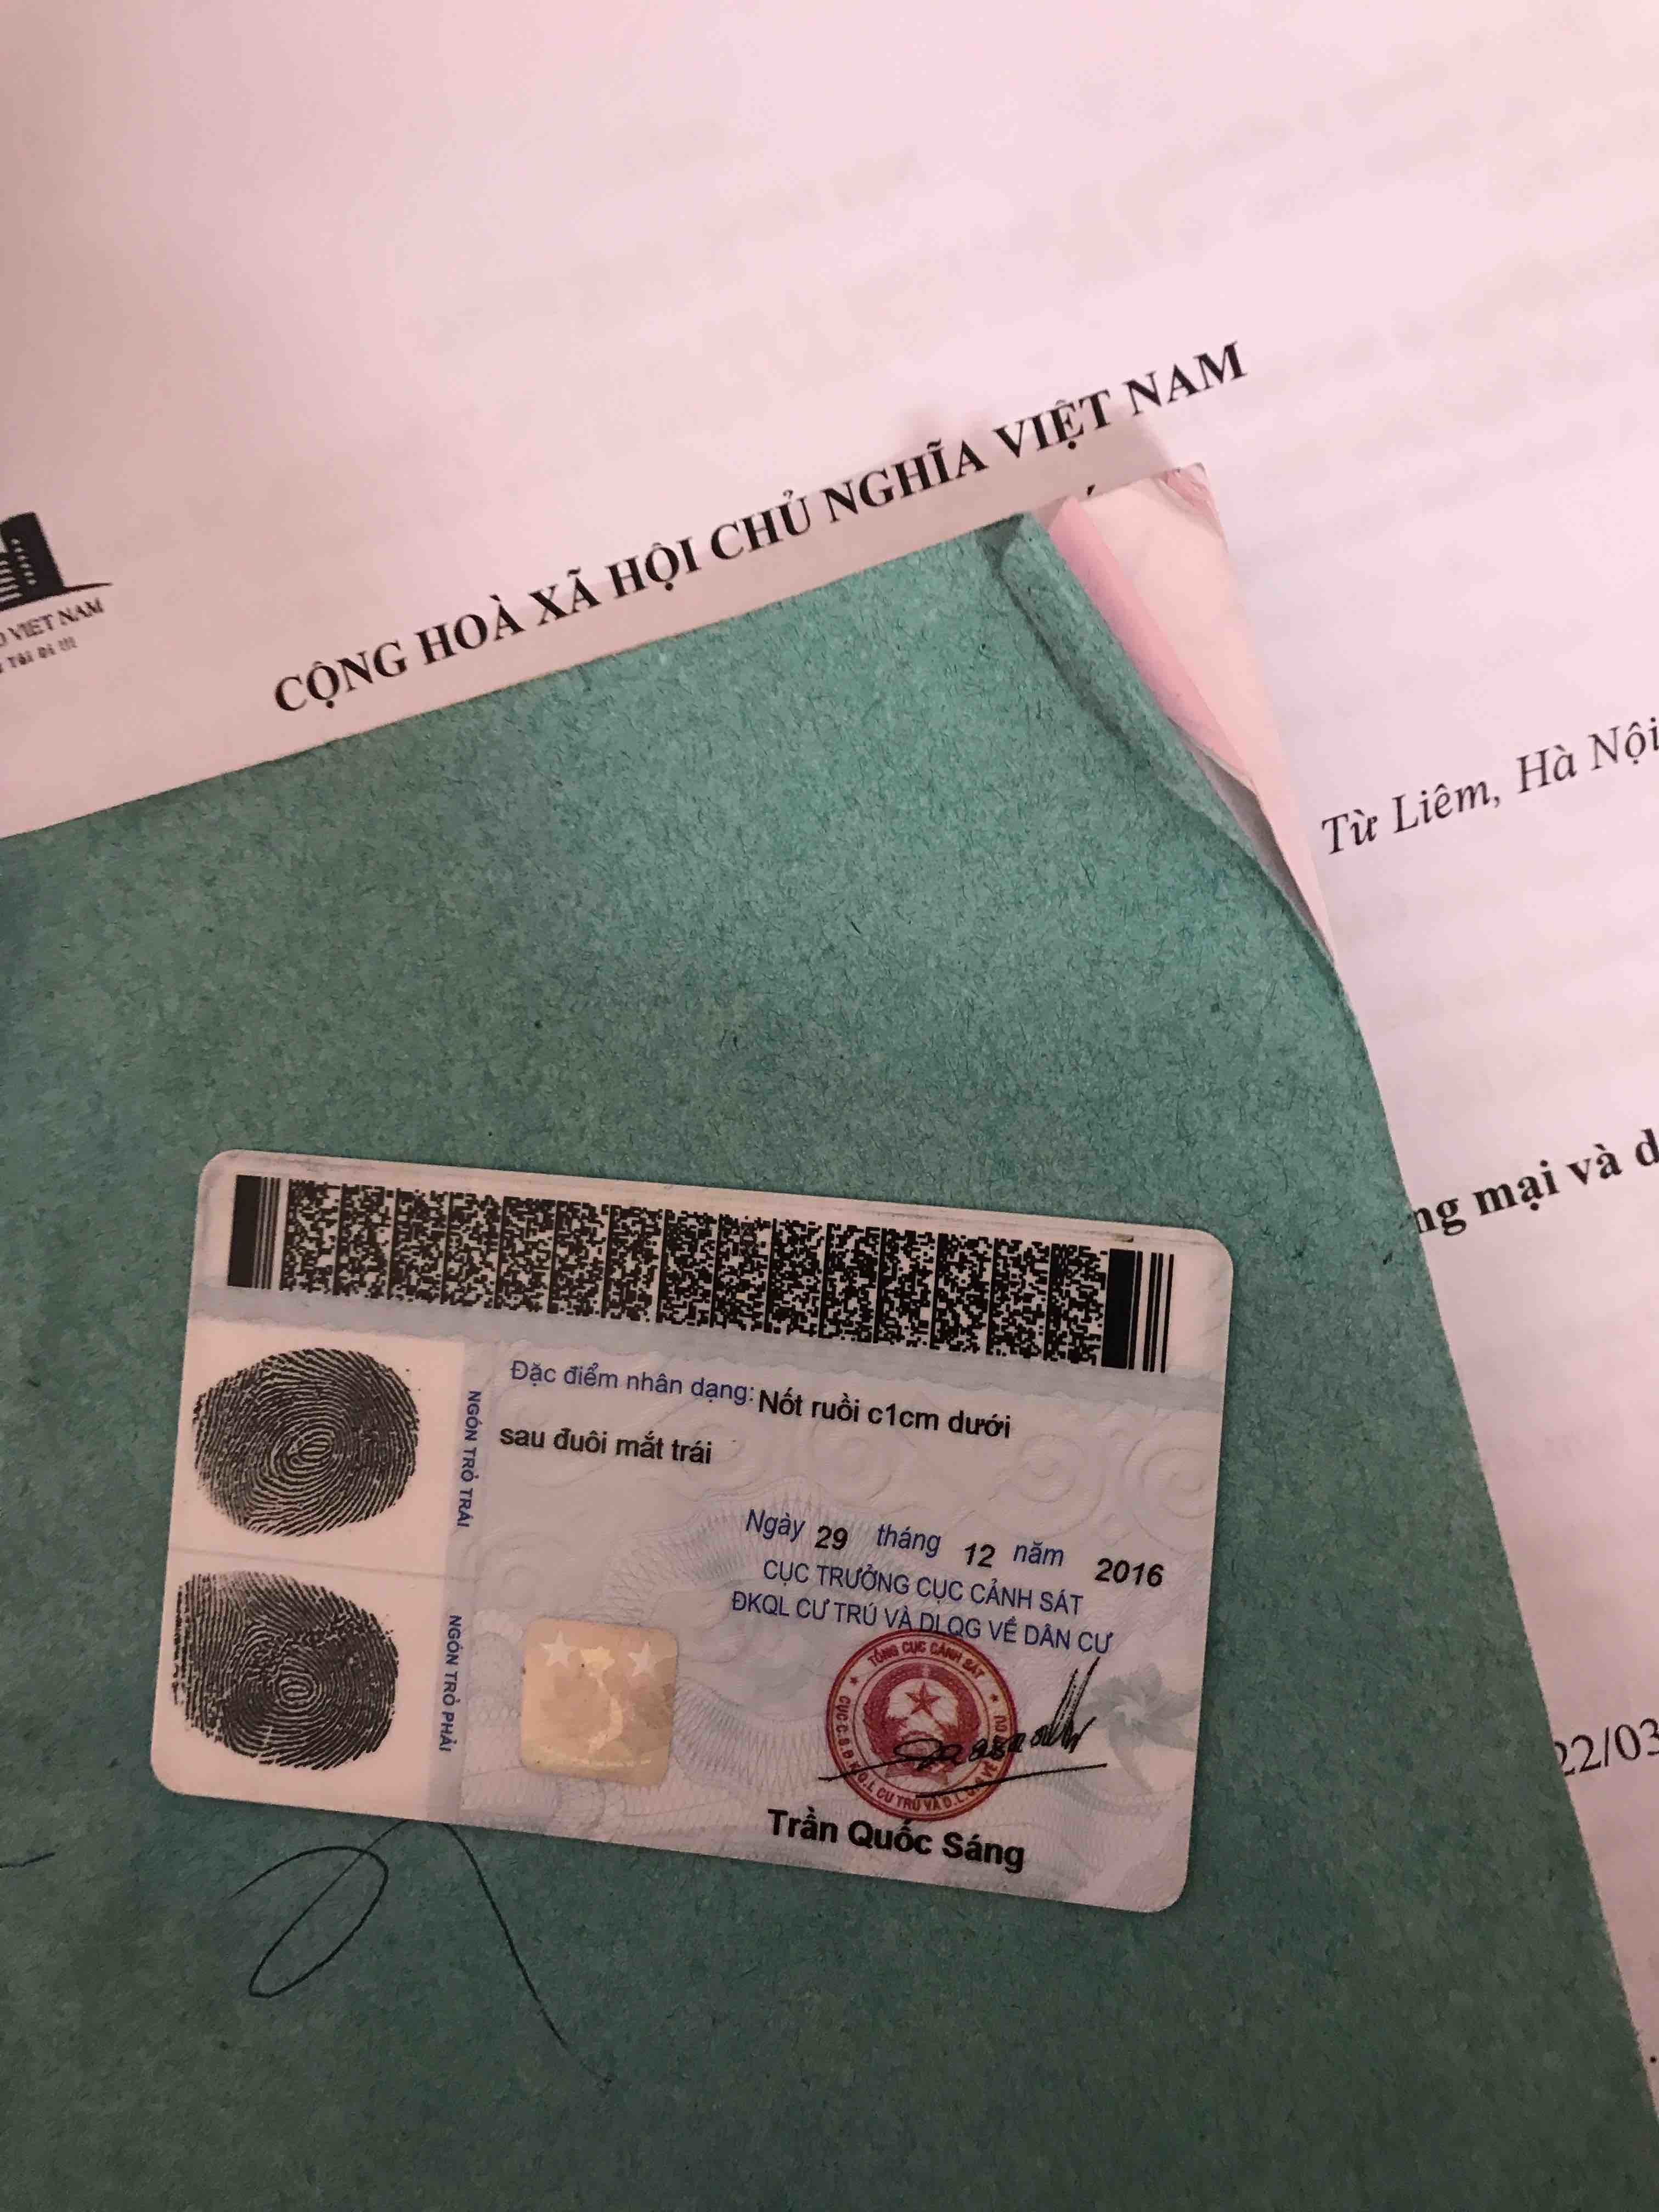 CỘNG HOÀ XÃ HỘI CHỦ NGHĨA VIỆT NAM
VIET NAM
Từ Liêm, Hà Nội
ng mại và d
22/03
Đặc điểm nhân dạng: Nốt ruồi c1cm dưới
sau đuôi mắt trái
NGÓN TRỎ TRÁI
NGÓN TRỎ PHẢI
Ngày 29 tháng 12 năm 2016
CỤC TRƯỞNG CỤC CẢNH SÁT
ĐKQL CƯ TRÚ VÀ DLQG VỀ DÂN CƯ
TỔNG CỤC CẢNH SÁT
Trần Quốc Sáng